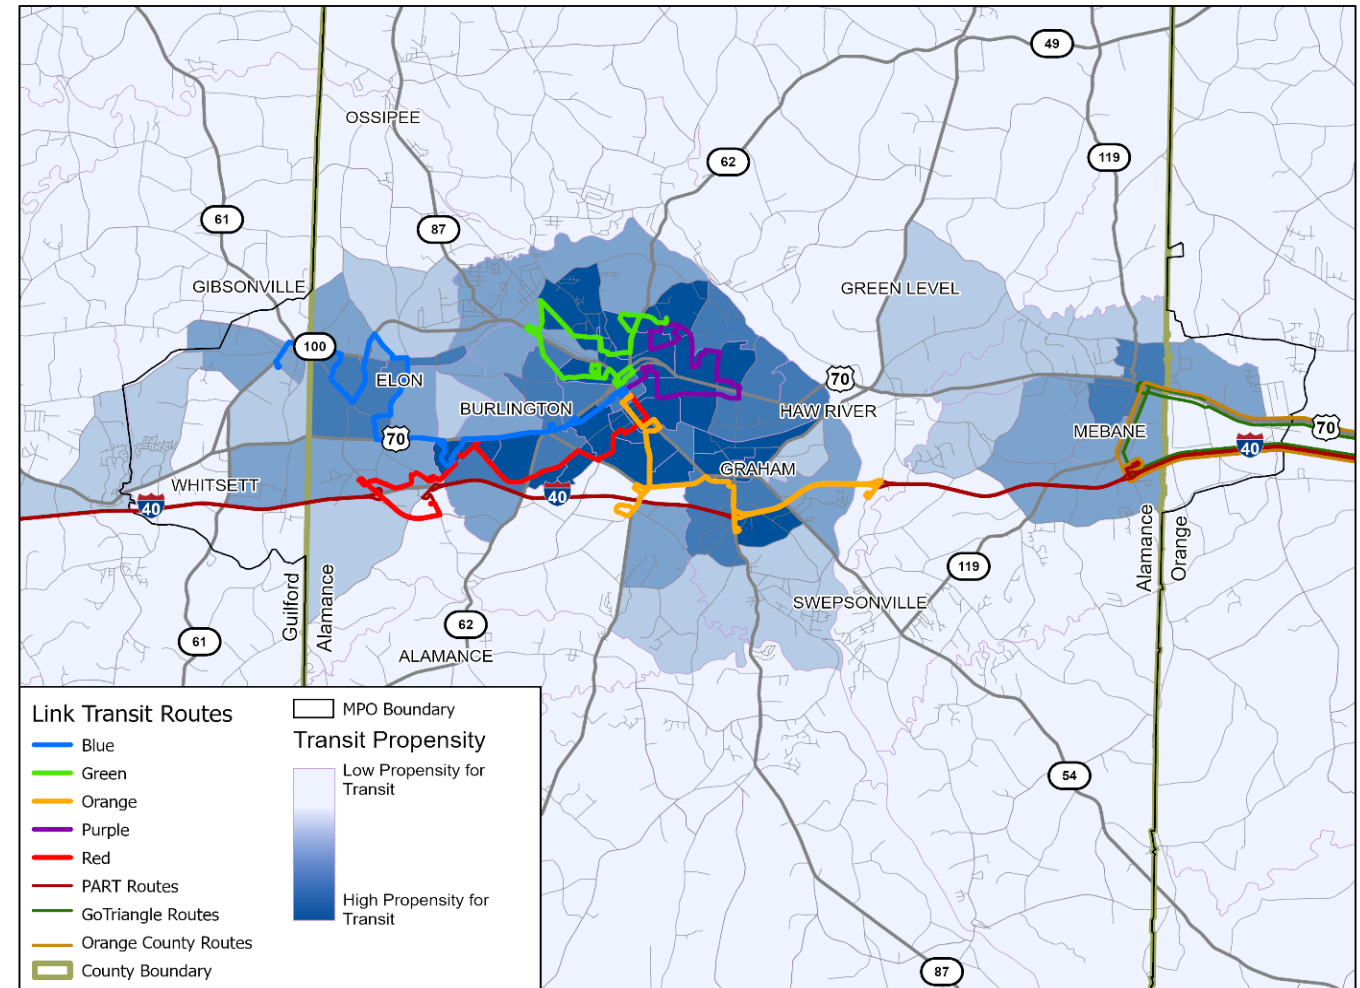 49
OSSIPEE
119
62
61
87
GIBSONVILLE
GREEN LEVEL
100
ELON
70
BURLINGTON
HAW RIVER
70
MEBANE
70
40
GRAHAM
WHITSETT
40
40
Alamance
Orange
119
Guilford
Alamance
SWEPSONVILLE
62
61
ALAMANCE
54
87
Link Transit Routes
Blue
Green
Orange
Purple
Red
PART Routes
GoTriangle Routes
Orange County Routes
County Boundary
MPO Boundary
Transit Propensity
Low Propensity for
Transit
High Propensity for
Transit